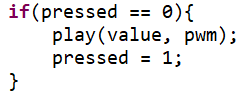 if(pressed == 0){
    play(value, pwm);
    pressed = 1;
}